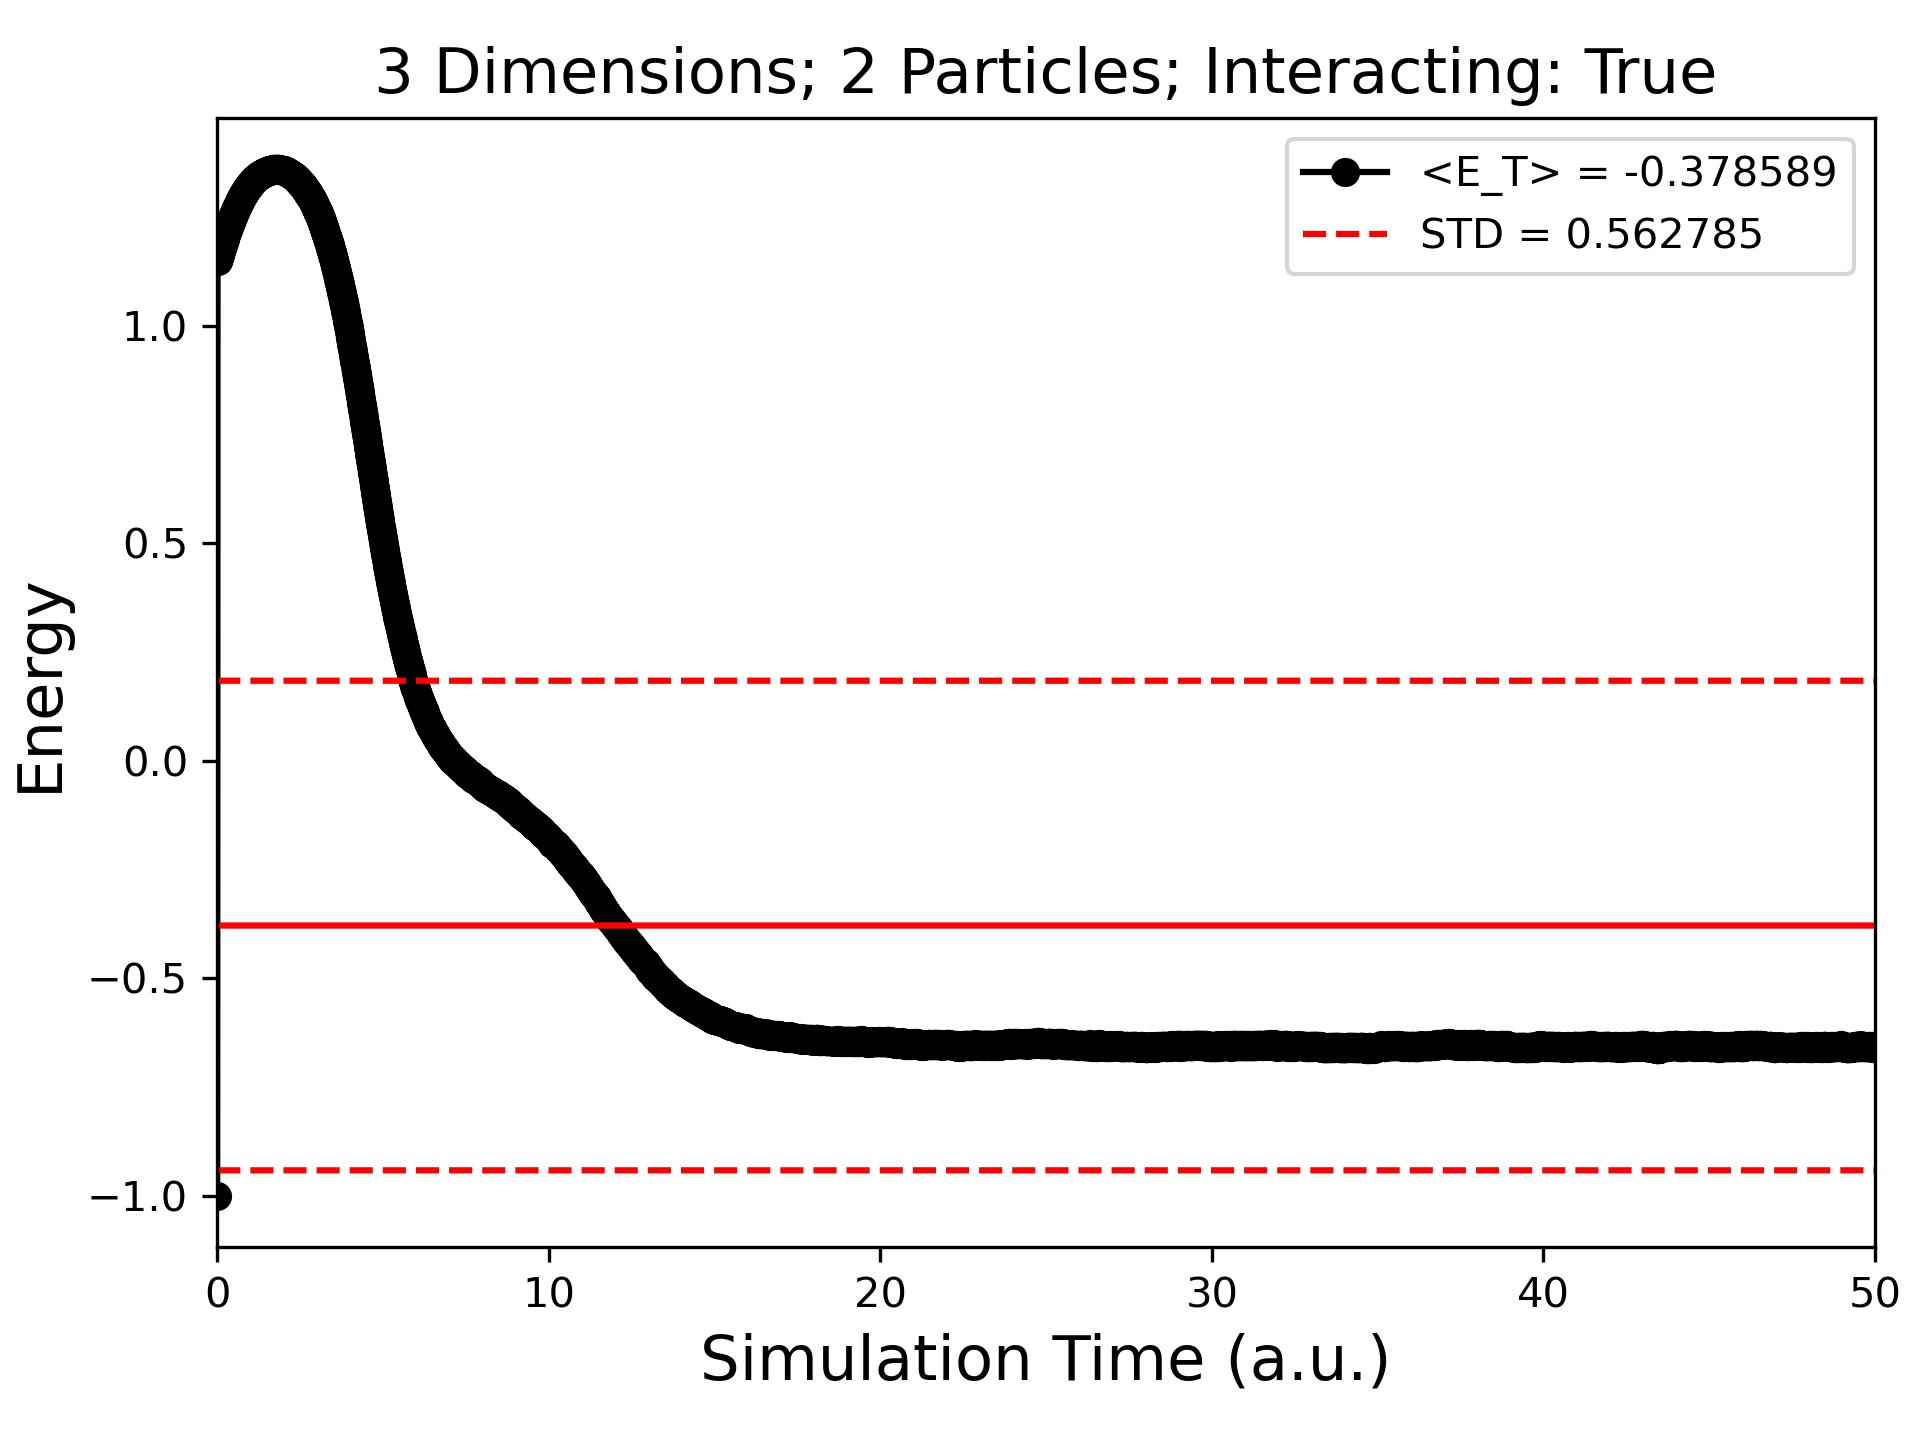 3 Dimensions; 2 Particles; Interacting: True
<E_T> = -0.378589
STD = 0.562785
Energy
1.0
0.5
0.0
−0.5
−1.0
0 10 20 30 40 50
Simulation Time (a.u.)